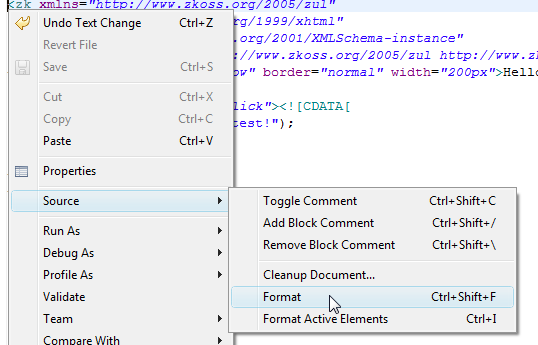 <zk xmlns="http://www.zkoss.org/2005/zul"
Undo Text Change Ctrl+Z
org/1999/xhtml"
Revert File
.org/2001/XMLSchema-instance"
://www.zkoss.org/2005/zul http://www.z
Save Ctrl+S
border="normal" width="200px">Hello
Cut Ctrl+X
lick"><![CDATA[
Copy Ctrl+C
test!");
Paste Ctrl+V
Properties
Source
Toggle Comment Ctrl+Shift+C
Add Block Comment Ctrl+Shift+/
Run As
Remove Block Comment Ctrl+Shift+\
Debug As
Profile As
Cleanup Document...
Validate
Format Ctrl+Shift+F
Team
Format Active Elements Ctrl+I
Compare With